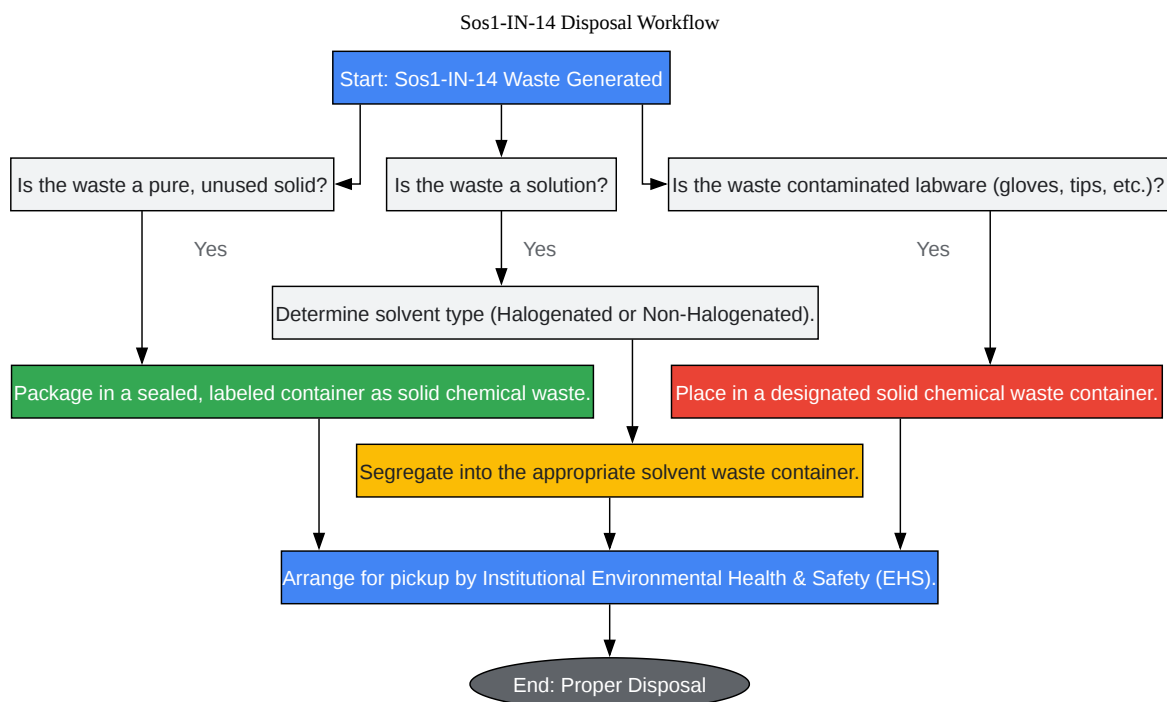 Sos1-IN-14 Disposal Workflow
Start: Sos1-IN-14 Waste Generated
Is the waste a pure, unused solid?
Is the waste a solution?
Is the waste contaminated labware (gloves, tips, etc.)?
Yes
Yes
Yes
Determine solvent type (Halogenated or Non-Halogenated).
Package in a sealed, labeled container as solid chemical waste.
Place in a designated solid chemical waste container.
Segregate into the appropriate solvent waste container.
Arrange for pickup by Institutional Environmental Health & Safety (EHS).
End: Proper Disposal